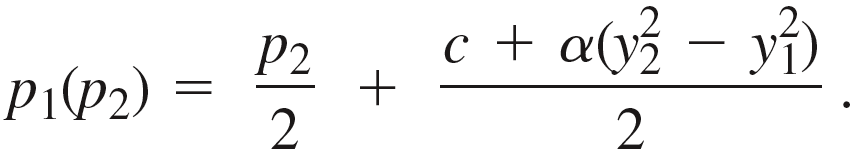 p₁(p₂) = p₂/2 + (c + α(y₂² − y₁²))/2 .